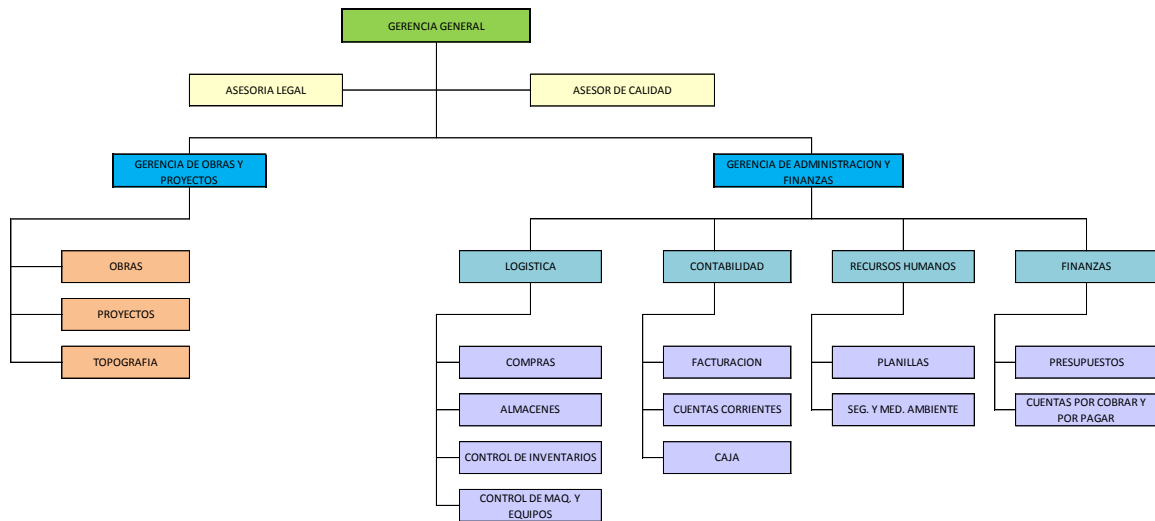 GERENCIA GENERAL
ASESORIA LEGAL
ASESOR DE CALIDAD
GERENCIA DE OBRAS Y
PROYECTOS
GERENCIA DE ADMINISTRACION Y
FINANZAS
OBRAS
PROYECTOS
TOPOGRAFIA
LOGISTICA
CONTABILIDAD
RECURSOS HUMANOS
FINANZAS
COMPRAS
ALMACENES
CONTROL DE INVENTARIOS
CONTROL DE MAQ. Y
EQUIPOS
FACTURACION
CUENTAS CORRIENTES
CAJA
PLANILLAS
SEG. Y MED. AMBIENTE
PRESUPUESTOS
CUENTAS POR COBRAR Y
POR PAGAR